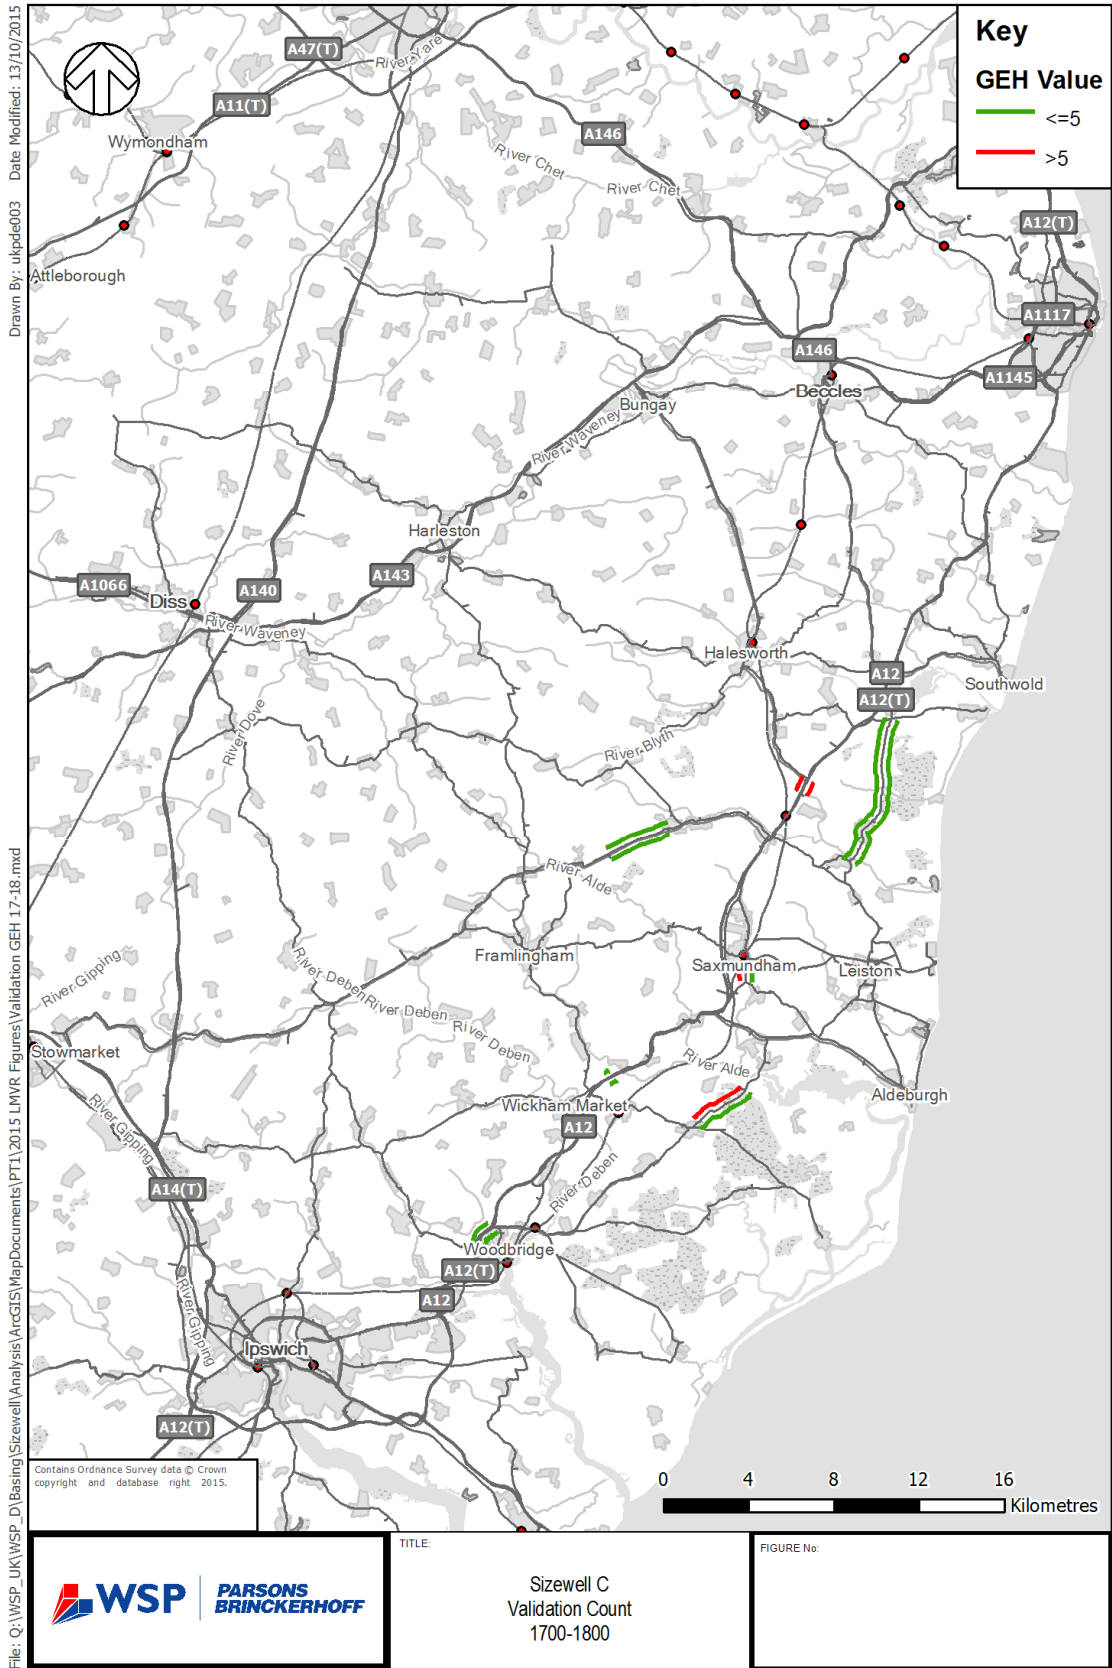 File: Q:\WSP_UK\WSP_D\Basing\Sizewell\Analysis\ArcGIS\MapDocuments\PT1\2015 LMVR Figures\Validation GEH 17-18.mxd
Drawn By: ukpde003
Date Modified: 13/10/2015
Key
GEH Value
<=5
>5
A47(T)
River Yare
A11(T)
Wymondham
A146
River Chet
River Chet
A12(T)
Attleborough
A1117
A146
A1145
Beccles
Bungay
River Waveney
Harleston
A1066
A140
A143
Diss
River Waveney
Halesworth
A12
A12(T)
Southwold
River Dove
River Blyth
River Alde
Framlingham
Saxmundham
Leiston
River Gipping
River Deben
River Deben
River Deben
Stowmarket
River Alde
Aldeburgh
Wickham Market
A12
River Gipping
River Deben
A14(T)
Woodbridge
A12(T)
A12
River Gipping
Ipswich
A12(T)
Contains Ordnance Survey data © Crown
copyright and database right 2015.
0 4 8 12 16
Kilometres
WSP
PARSONS
BRINCKERHOFF
TITLE:
Sizewell C
Validation Count
1700-1800
FIGURE No: